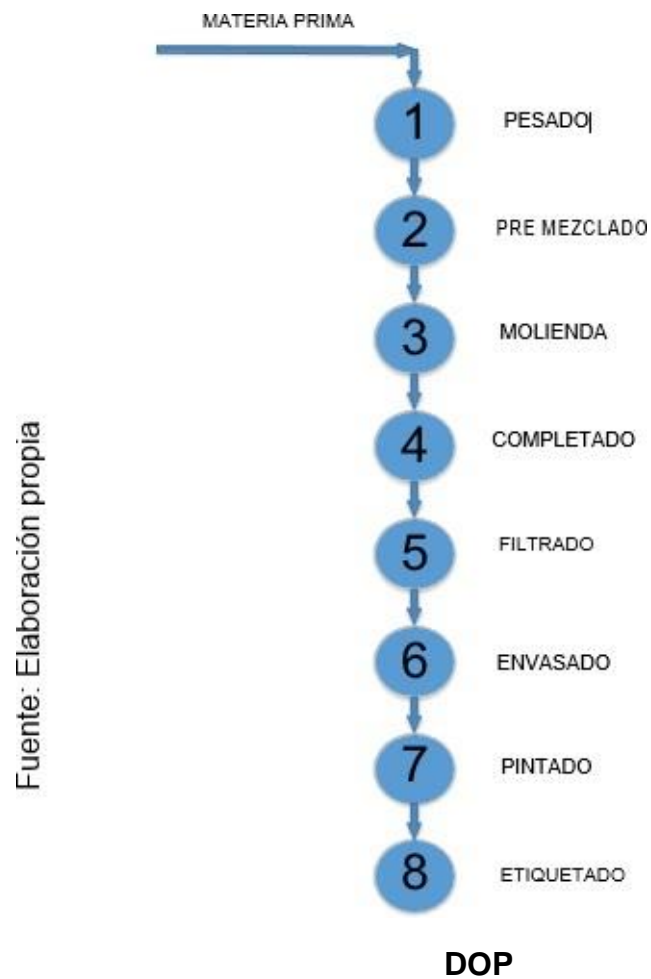 MATERIA PRIMA
1 PESADO
2 PRE MEZCLADO
3 MOLIENDA
4 COMPLETADO
5 FILTRADO
6 ENVASADO
7 PINTADO
8 ETIQUETADO
Fuente: Elaboración propia
DOP